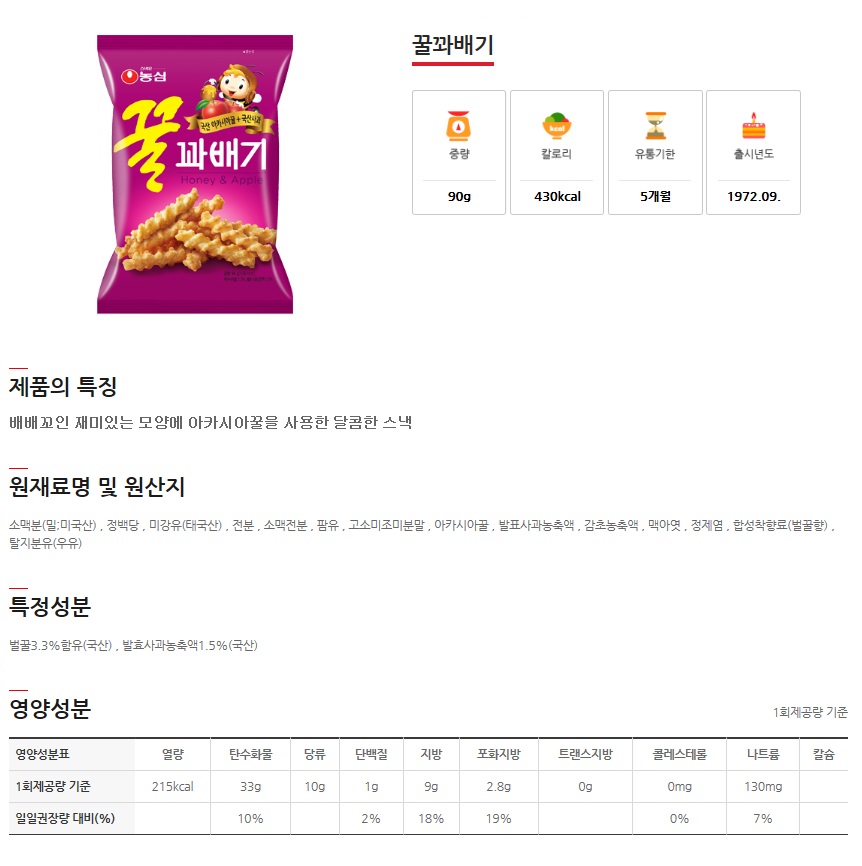 꿀꽈배기
농심
국산 아카시아꿀 + 국산사과
꿀
꽈배기
Honey & Apple
중량
칼로리
유통기한
출시년도
kcal
90g
430kcal
5개월
1972.09.
제품의 특징
배배꼬인 재미있는 모양에 아카시아꿀을 사용한 달콤한 스낵
원재료명 및 원산지
소맥분(밀:미국산) , 정백당 , 미강유(태국산) , 전분 , 소맥전분 , 팜유 , 고소미조미분말 , 아카시아꿀 , 발표사과농축액 , 감초농축액 , 맥아엿 , 정제염 , 합성착향료(벌꿀향) ,
탈지분유(우유)
특정성분
벌꿀3.3%함유(국산) , 발효사과농축액1.5%(국산)
영양성분
1회제공량 기준
영양성분표 열량 탄수화물 당류 단백질 지방 포화지방 트랜스지방 콜레스테롤 나트륨 칼슘
1회제공량 기준 215kcal 33g 10g 1g 9g 2.8g 0g 0mg 130mg
일일권장량 대비(%) 10% 2% 18% 19% 0% 7%